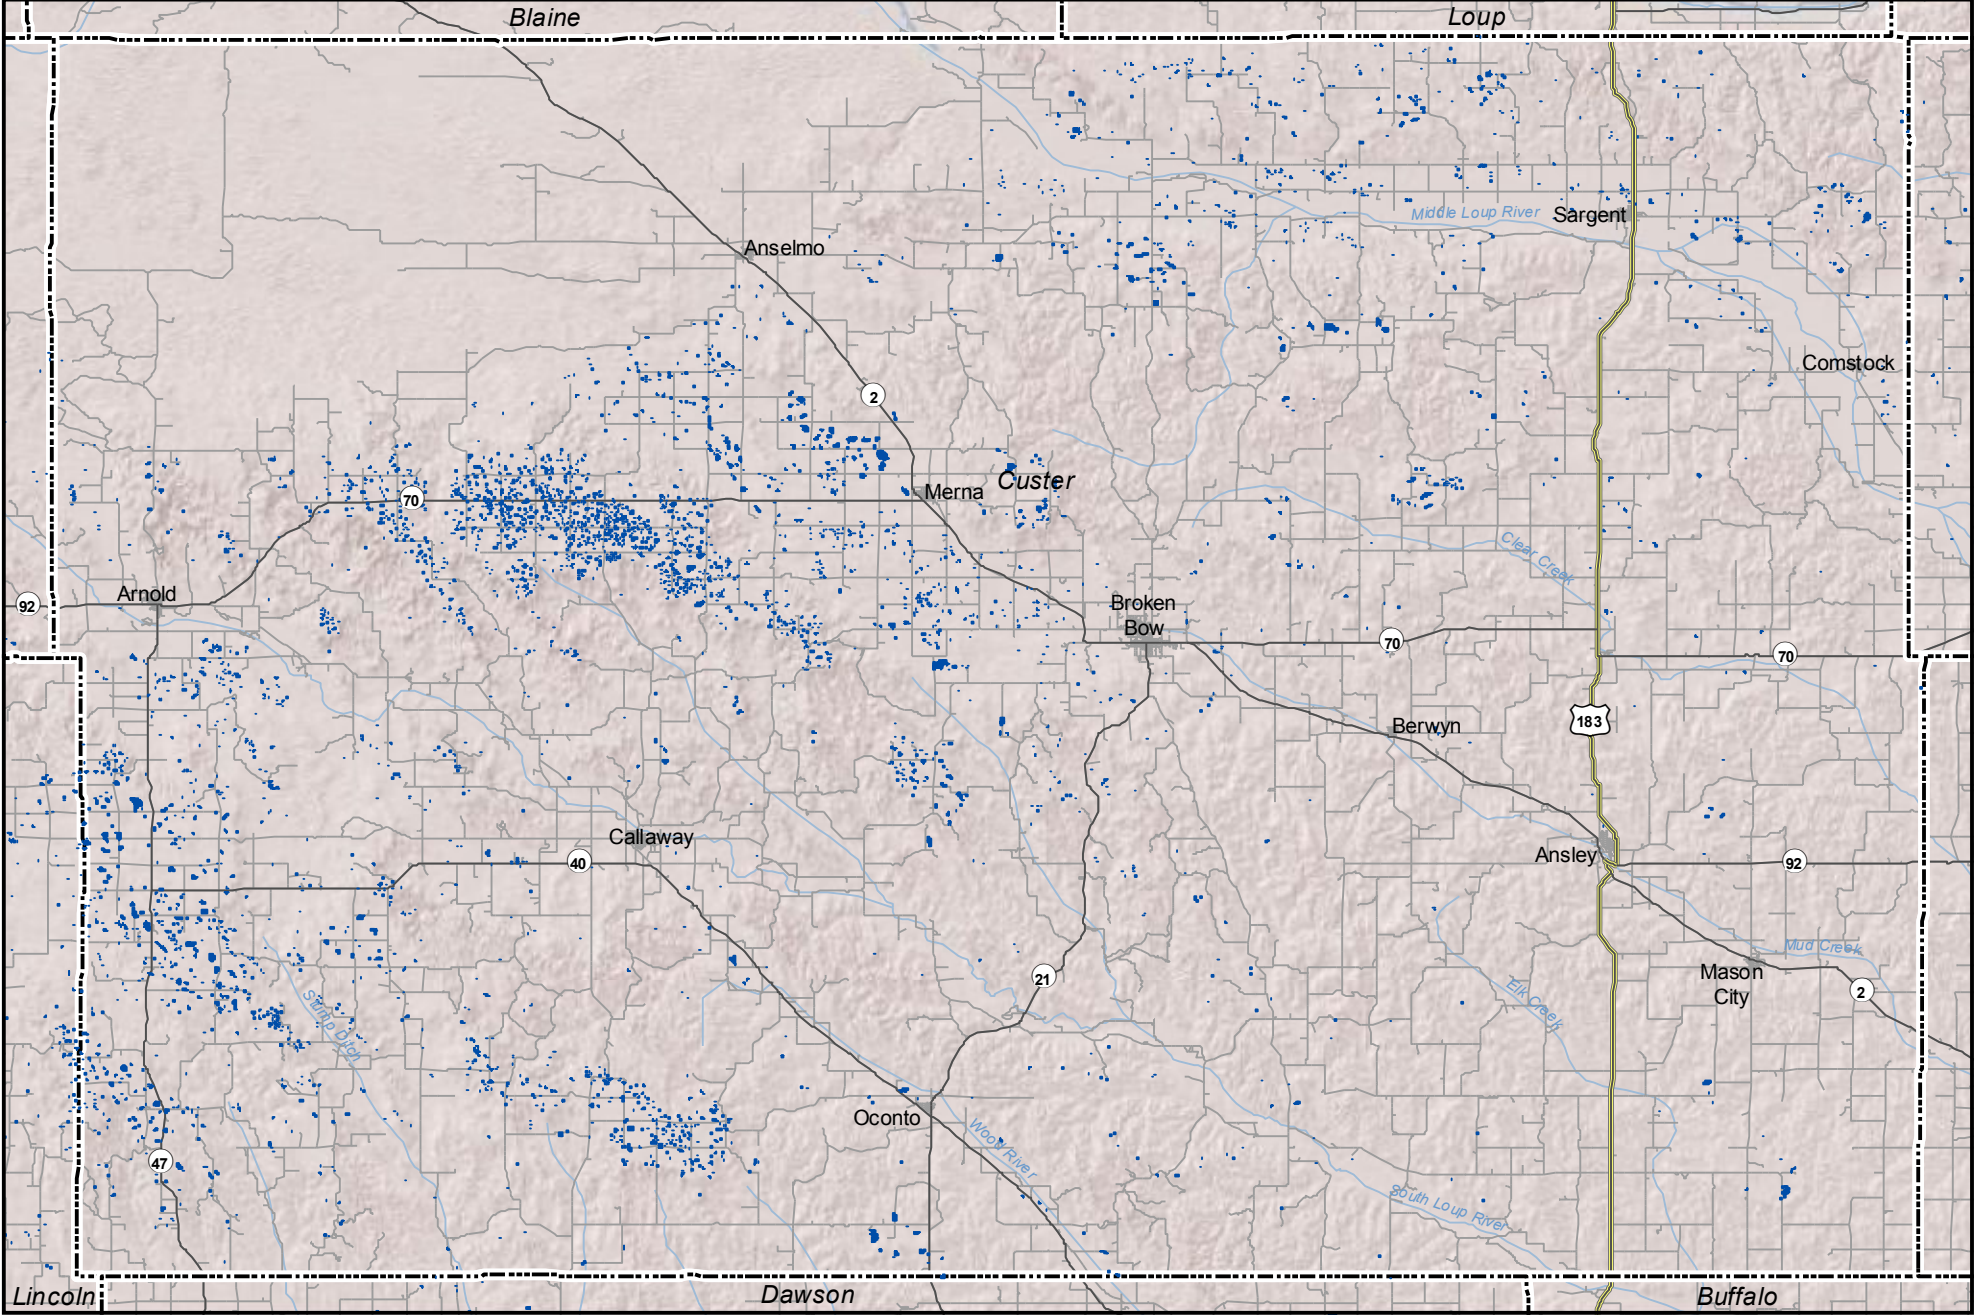 Blaine
Loup
Middle Loup River
Sargent
Anselmo
Comstock
2
Custer
Merna
70
Clear Creek
Arnold
92
Broken
Bow
70
70
183
Berwyn
Callaway
40
Ansley
92
Mud Creek
Mason
City
21
2
Elk Creek
Stump Ditch
Oconto
Wood River
47
South Loup River
Lincoln
Dawson
Buffalo